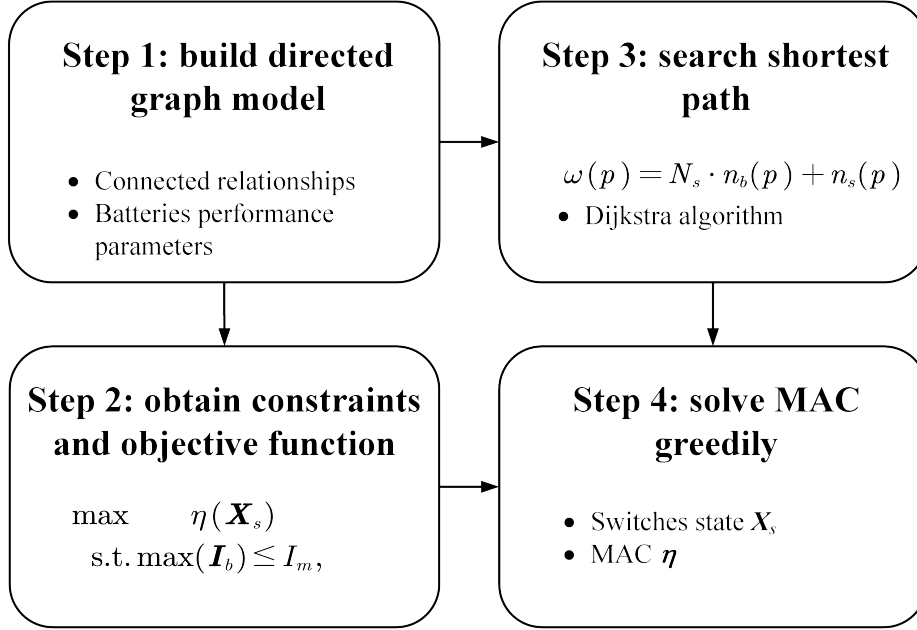 Step 1: build directed
graph model
• Connected relationships
• Batteries performance
parameters
Step 3: search shortest
path
ω(p) = N_s · n_b(p) + n_s(p)
• Dijkstra algorithm
Step 2: obtain constraints
and objective function
max η(X_s)
s.t. max(I_b) ≤ I_m,
Step 4: solve MAC
greedily
• Switches state X_s
• MAC η